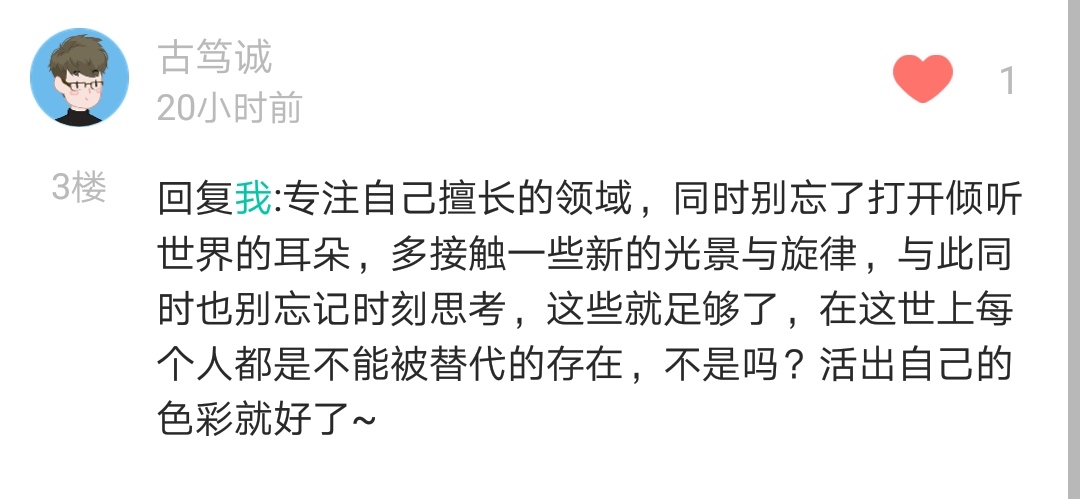 古笃诚
20小时前
1
3楼
回复我:专注自己擅长的领域，同时别忘了打开倾听
世界的耳朵，多接触一些新的光景与旋律，与此同
时也别忘记时刻思考，这些就足够了，在这世上每
个人都是不能被替代的存在，不是吗？活出自己的
色彩就好了~